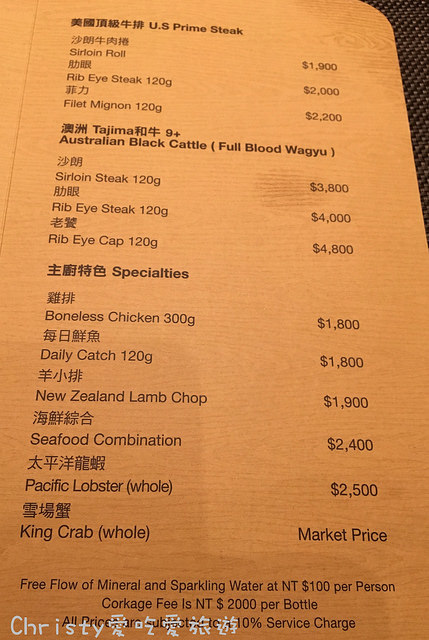 美國頂級牛排 U.S Prime Steak
沙朗牛肉捲
Sirloin Roll $1,900
肋眼
Rib Eye Steak 120g $2,000
菲力
Filet Mignon 120g $2,200
澳洲 Tajima和牛 9+
Australian Black Cattle ( Full Blood Wagyu )
沙朗
Sirloin Steak 120g $3,800
肋眼
Rib Eye Steak 120g $4,000
老饕
Rib Eye Cap 120g $4,800
主廚特色 Specialties
雞排
Boneless Chicken 300g $1,800
每日鮮魚
Daily Catch 120g $1,800
羊小排
New Zealand Lamb Chop $1,900
海鮮綜合
Seafood Combination $2,400
太平洋龍蝦
Pacific Lobster (whole) $2,500
雪場蟹
King Crab (whole) Market Price
Free Flow of Mineral and Sparkling Water at NT $100 per Person
Corkage Fee Is NT $ 2000 per Bottle
All Prices are subjected to 10% Service Charge
Christy愛吃愛旅遊